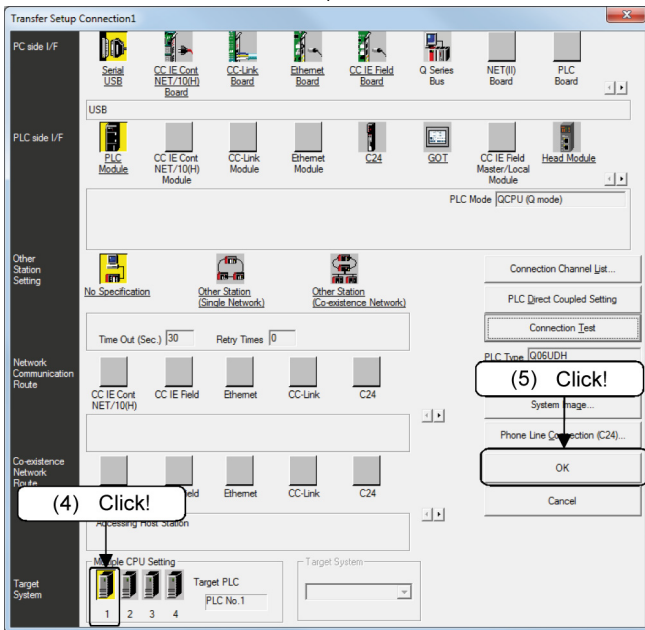 Transfer Setup Connection1
PC side I/F
Serial
USB
CC IE Cont
NET/10(H)
Board
CC-Link
Board
Ethernet
Board
CC IE Field
Board
Q Series
Bus
NET(II)
Board
PLC
Board
USB
PLC side I/F
PLC
Module
CC IE Cont
NET/10(H)
Module
CC-Link
Module
Ethernet
Module
C24
GOT
CC IE Field
Master/Local
Module
Head Module
PLC Mode QCPU (Q mode)
Other
Station
Setting
No Specification
Other Station
(Single Network)
Other Station
(Co-existence Network)
Time Out (Sec.) 30 Retry Times 0
Connection Channel List...
PLC Direct Coupled Setting
Connection Test
PLC Type Q06UDH
(5) Click!
System Image...
Phone Line Connection (C24)...
OK
Cancel
Network
Communication
Route
CC IE Cont
NET/10(H)
CC IE Field
Ethernet
CC-Link
C24
Co-existence
Network
Route
(4) Click!
Ethernet
CC-Link
C24
Accessing Host Station
Target
System
Multiple CPU Setting
1 2 3 4
Target PLC
PLC No.1
Target System